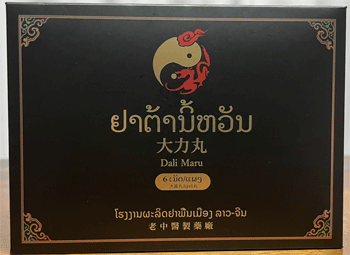 ຢາຕ້ານີ້ຫວັນ
大力丸
Dali Maru
6 ເມັດ/ແຜງ
ໂຮງງານຜະລິດຢາພື້ນເມືອງ ລາວ-ຈີນ
老中醫製藥廠